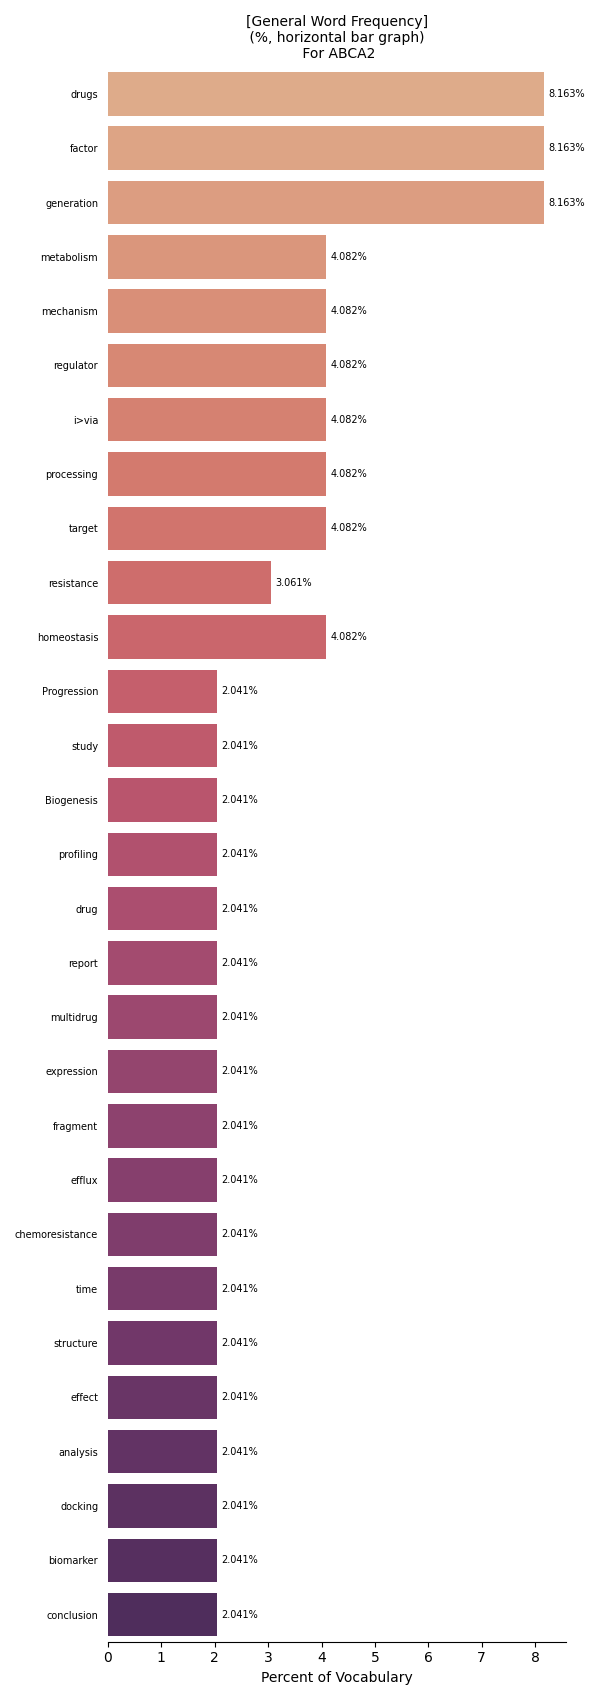 [General Word Frequency]
(%, horizontal bar graph)
For ABCA2
drugs 8.163%
factor 8.163%
generation 8.163%
metabolism 4.082%
mechanism 4.082%
regulator 4.082%
i>via 4.082%
processing 4.082%
target 4.082%
resistance 3.061%
homeostasis 4.082%
Progression 2.041%
study 2.041%
Biogenesis 2.041%
profiling 2.041%
drug 2.041%
report 2.041%
multidrug 2.041%
expression 2.041%
fragment 2.041%
efflux 2.041%
chemoresistance 2.041%
time 2.041%
structure 2.041%
effect 2.041%
analysis 2.041%
docking 2.041%
biomarker 2.041%
conclusion 2.041%
0 1 2 3 4 5 6 7 8
Percent of Vocabulary